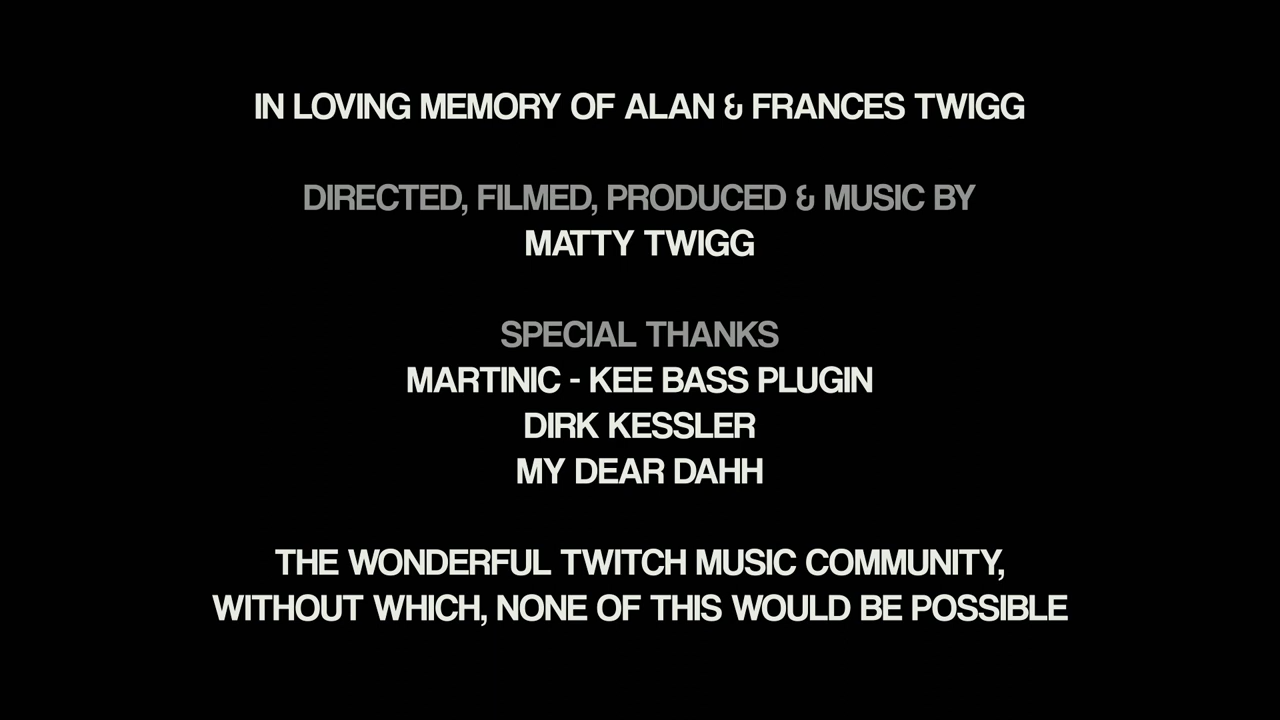 IN LOVING MEMORY OF ALAN & FRANCES TWIGG
DIRECTED, FILMED, PRODUCED & MUSIC BY
MATTY TWIGG
SPECIAL THANKS
MARTINIC - KEE BASS PLUGIN
DIRK KESSLER
MY DEAR DAHH
THE WONDERFUL TWITCH MUSIC COMMUNITY,
WITHOUT WHICH, NONE OF THIS WOULD BE POSSIBLE